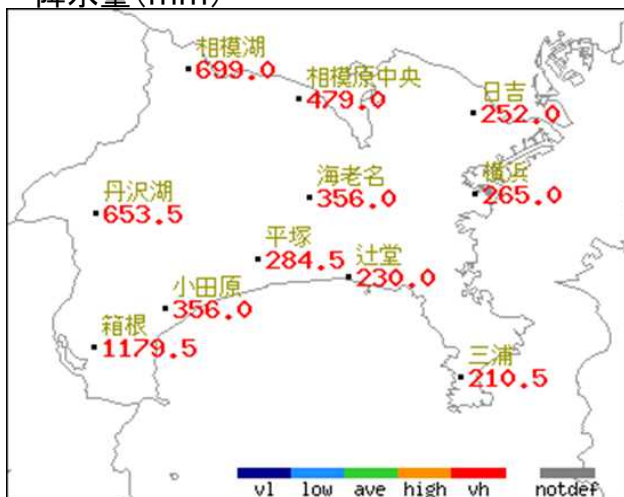 降水量(mm)
相模湖
699.0
相模原中央
479.0
日吉
252.0
丹沢湖
653.5
海老名
356.0
横浜
265.0
平塚
284.5
辻堂
230.0
小田原
356.0
箱根
1179.5
三浦
210.5
vl low ave high vh notdef